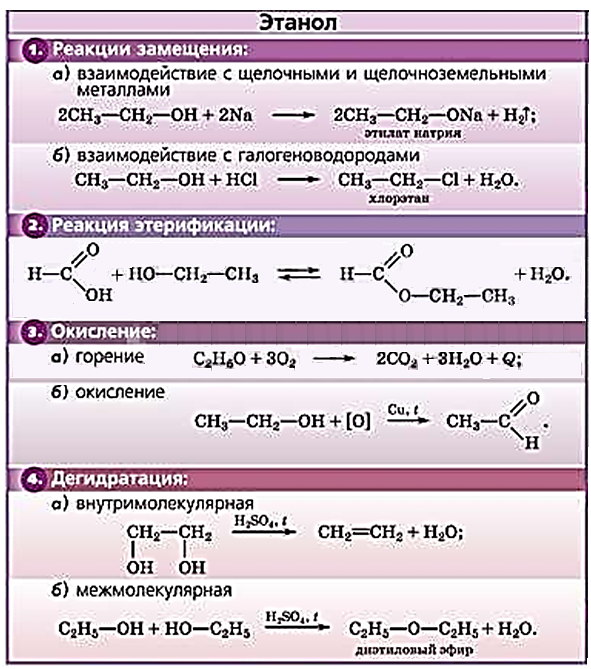 Этанол
1. Реакции замещения:
а) взаимодействие с щелочными и щелочноземельными
металлами
2CH₃—CH₂—OH + 2Na ⟶ 2CH₃—CH₂—ONa + H₂↑;
этилат натрия
б) взаимодействие с галогеноводородами
CH₃—CH₂—OH + HCl ⟶ CH₃—CH₂—Cl + H₂O.
хлорэтан
2. Реакция этерификации:
O O
H—C + HO—CH₂—CH₃ ⇌ H—C + H₂O.
OH O—CH₂—CH₃
3. Окисление:
а) горение C₂H₆O + 3O₂ ⟶ 2CO₂ + 3H₂O + Q;
б) окисление
O
CH₃—CH₂—OH + [O] Cu, t ⟶ CH₃—C .
H
4. Дегидратация:
а) внутримолекулярная
CH₂—CH₂ H₂SO₄, t ⟶ CH₂=CH₂ + H₂O;
OH OH
б) межмолекулярная
C₂H₅—OH + HO—C₂H₅ H₂SO₄, t ⟶ C₂H₅—O—C₂H₅ + H₂O.
диэтиловый эфир